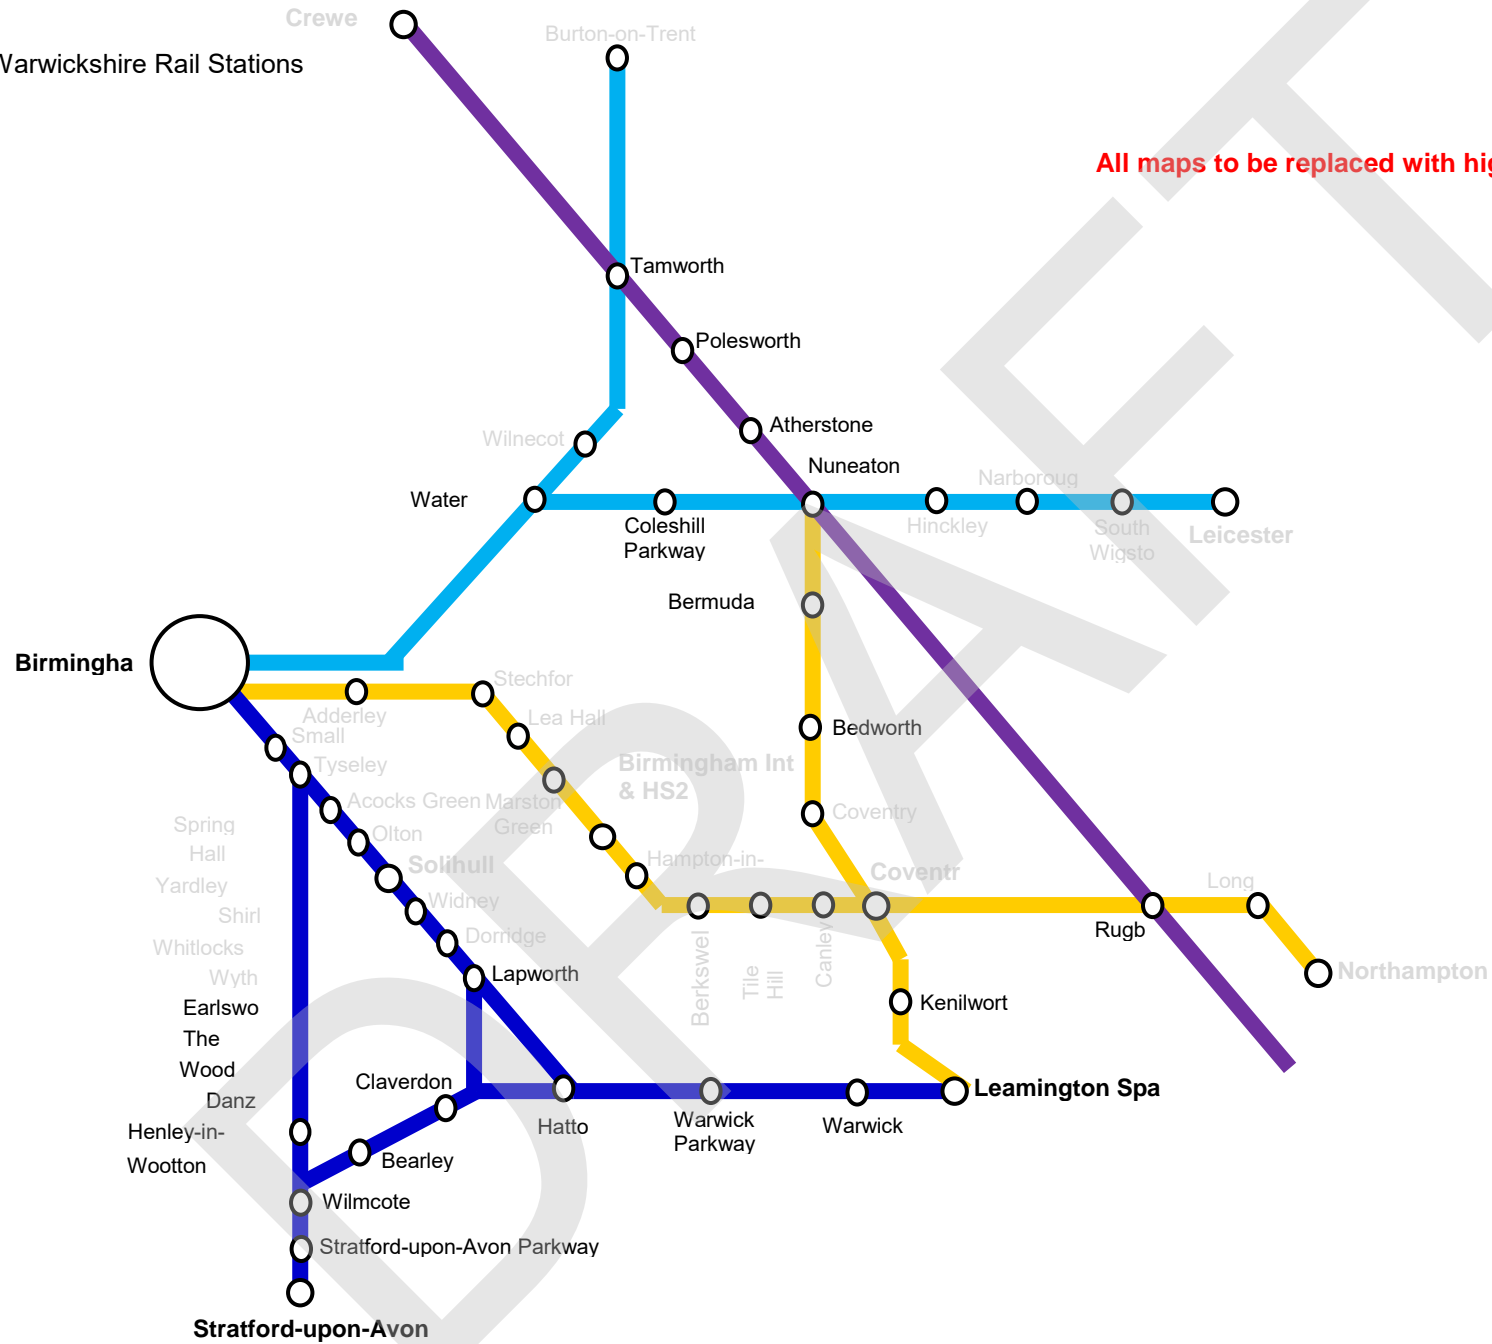 Crewe
Burton-on-Trent
Warwickshire Rail Stations
All maps to be replaced with hig
Tamworth
Polesworth
Atherstone
Wilnecot
Nuneaton
Narboroug
Water
Coleshill
Parkway
Hinckley
South
Wigsto
Leicester
Bermuda
Birmingha
Stechfor
Adderley
Lea Hall
Small
Bedworth
Tyseley
Birmingham Int
& HS2
Acocks Green
Marston
Green
Coventry
Spring
Olton
Hall
Solihull
Hampton-in-
Coventr
Yardley
Long
Widney
Shirl
Rugb
Whitlocks
Dorridge
Berkswel
Tile
Hill
Canley
Wyth
Lapworth
Northampton
Earlswo
Kenilwort
The
Wood
Claverdon
Leamington Spa
Danz
Henley-in-
Hatto
Warwick
Parkway
Warwick
Wootton
Bearley
Wilmcote
Stratford-upon-Avon Parkway
Stratford-upon-Avon
DRAFT